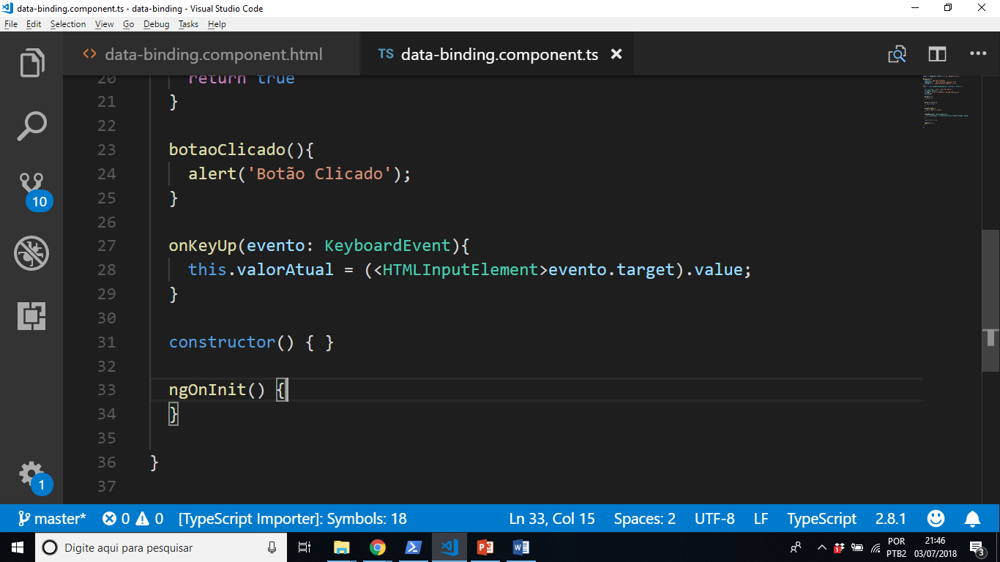 data-binding.component.ts - data-binding - Visual Studio Code
File Edit Selection View Go Debug Tasks Help
data-binding.component.html TS data-binding.component.ts
20 return true
21 }
22
23 botaoClicado(){
24 alert('Botão Clicado');
25 }
26
27 onKeyUp(evento: KeyboardEvent){
28 this.valorAtual = (<HTMLInputElement>evento.target).value;
29 }
30
31 constructor() { }
32
33 ngOnInit() {
34 }
35
36 }
37
10
1
master* 0 0 [TypeScript Importer]: Symbols: 18 Ln 33, Col 15 Spaces: 2 UTF-8 LF TypeScript 2.8.1
Digite aqui para pesquisar
POR
PTB2
21:46
03/07/2018
3